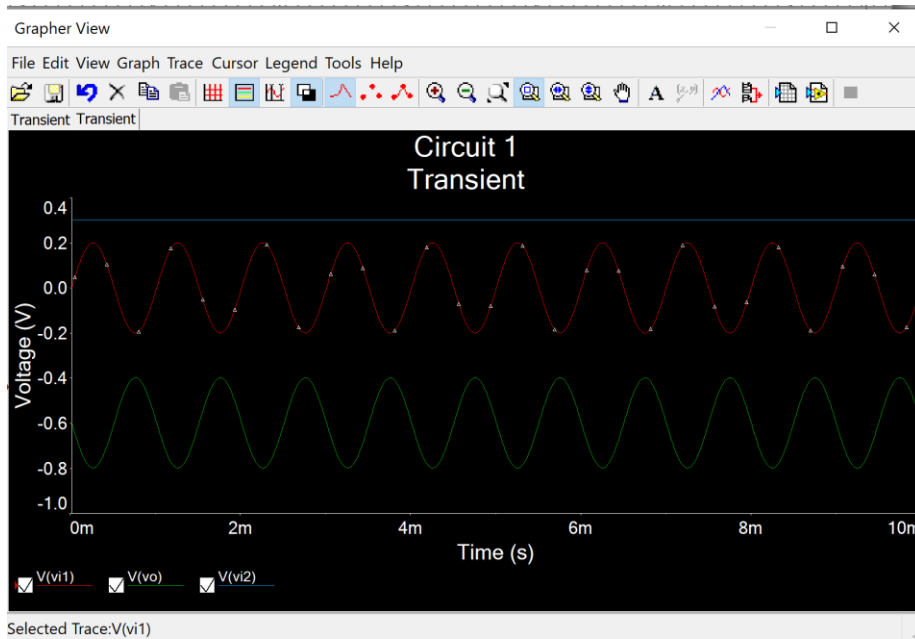 Grapher View
File Edit View Graph Trace Cursor Legend Tools Help
A
Transient Transient
Circuit 1
Transient
0.4
0.2
0.0
-0.2
-0.4
-0.6
-0.8
-1.0
Voltage (V)
0m 2m 4m 6m 8m 10m
Time (s)
V(vi1) V(vo) V(vi2)
Selected Trace:V(vi1)